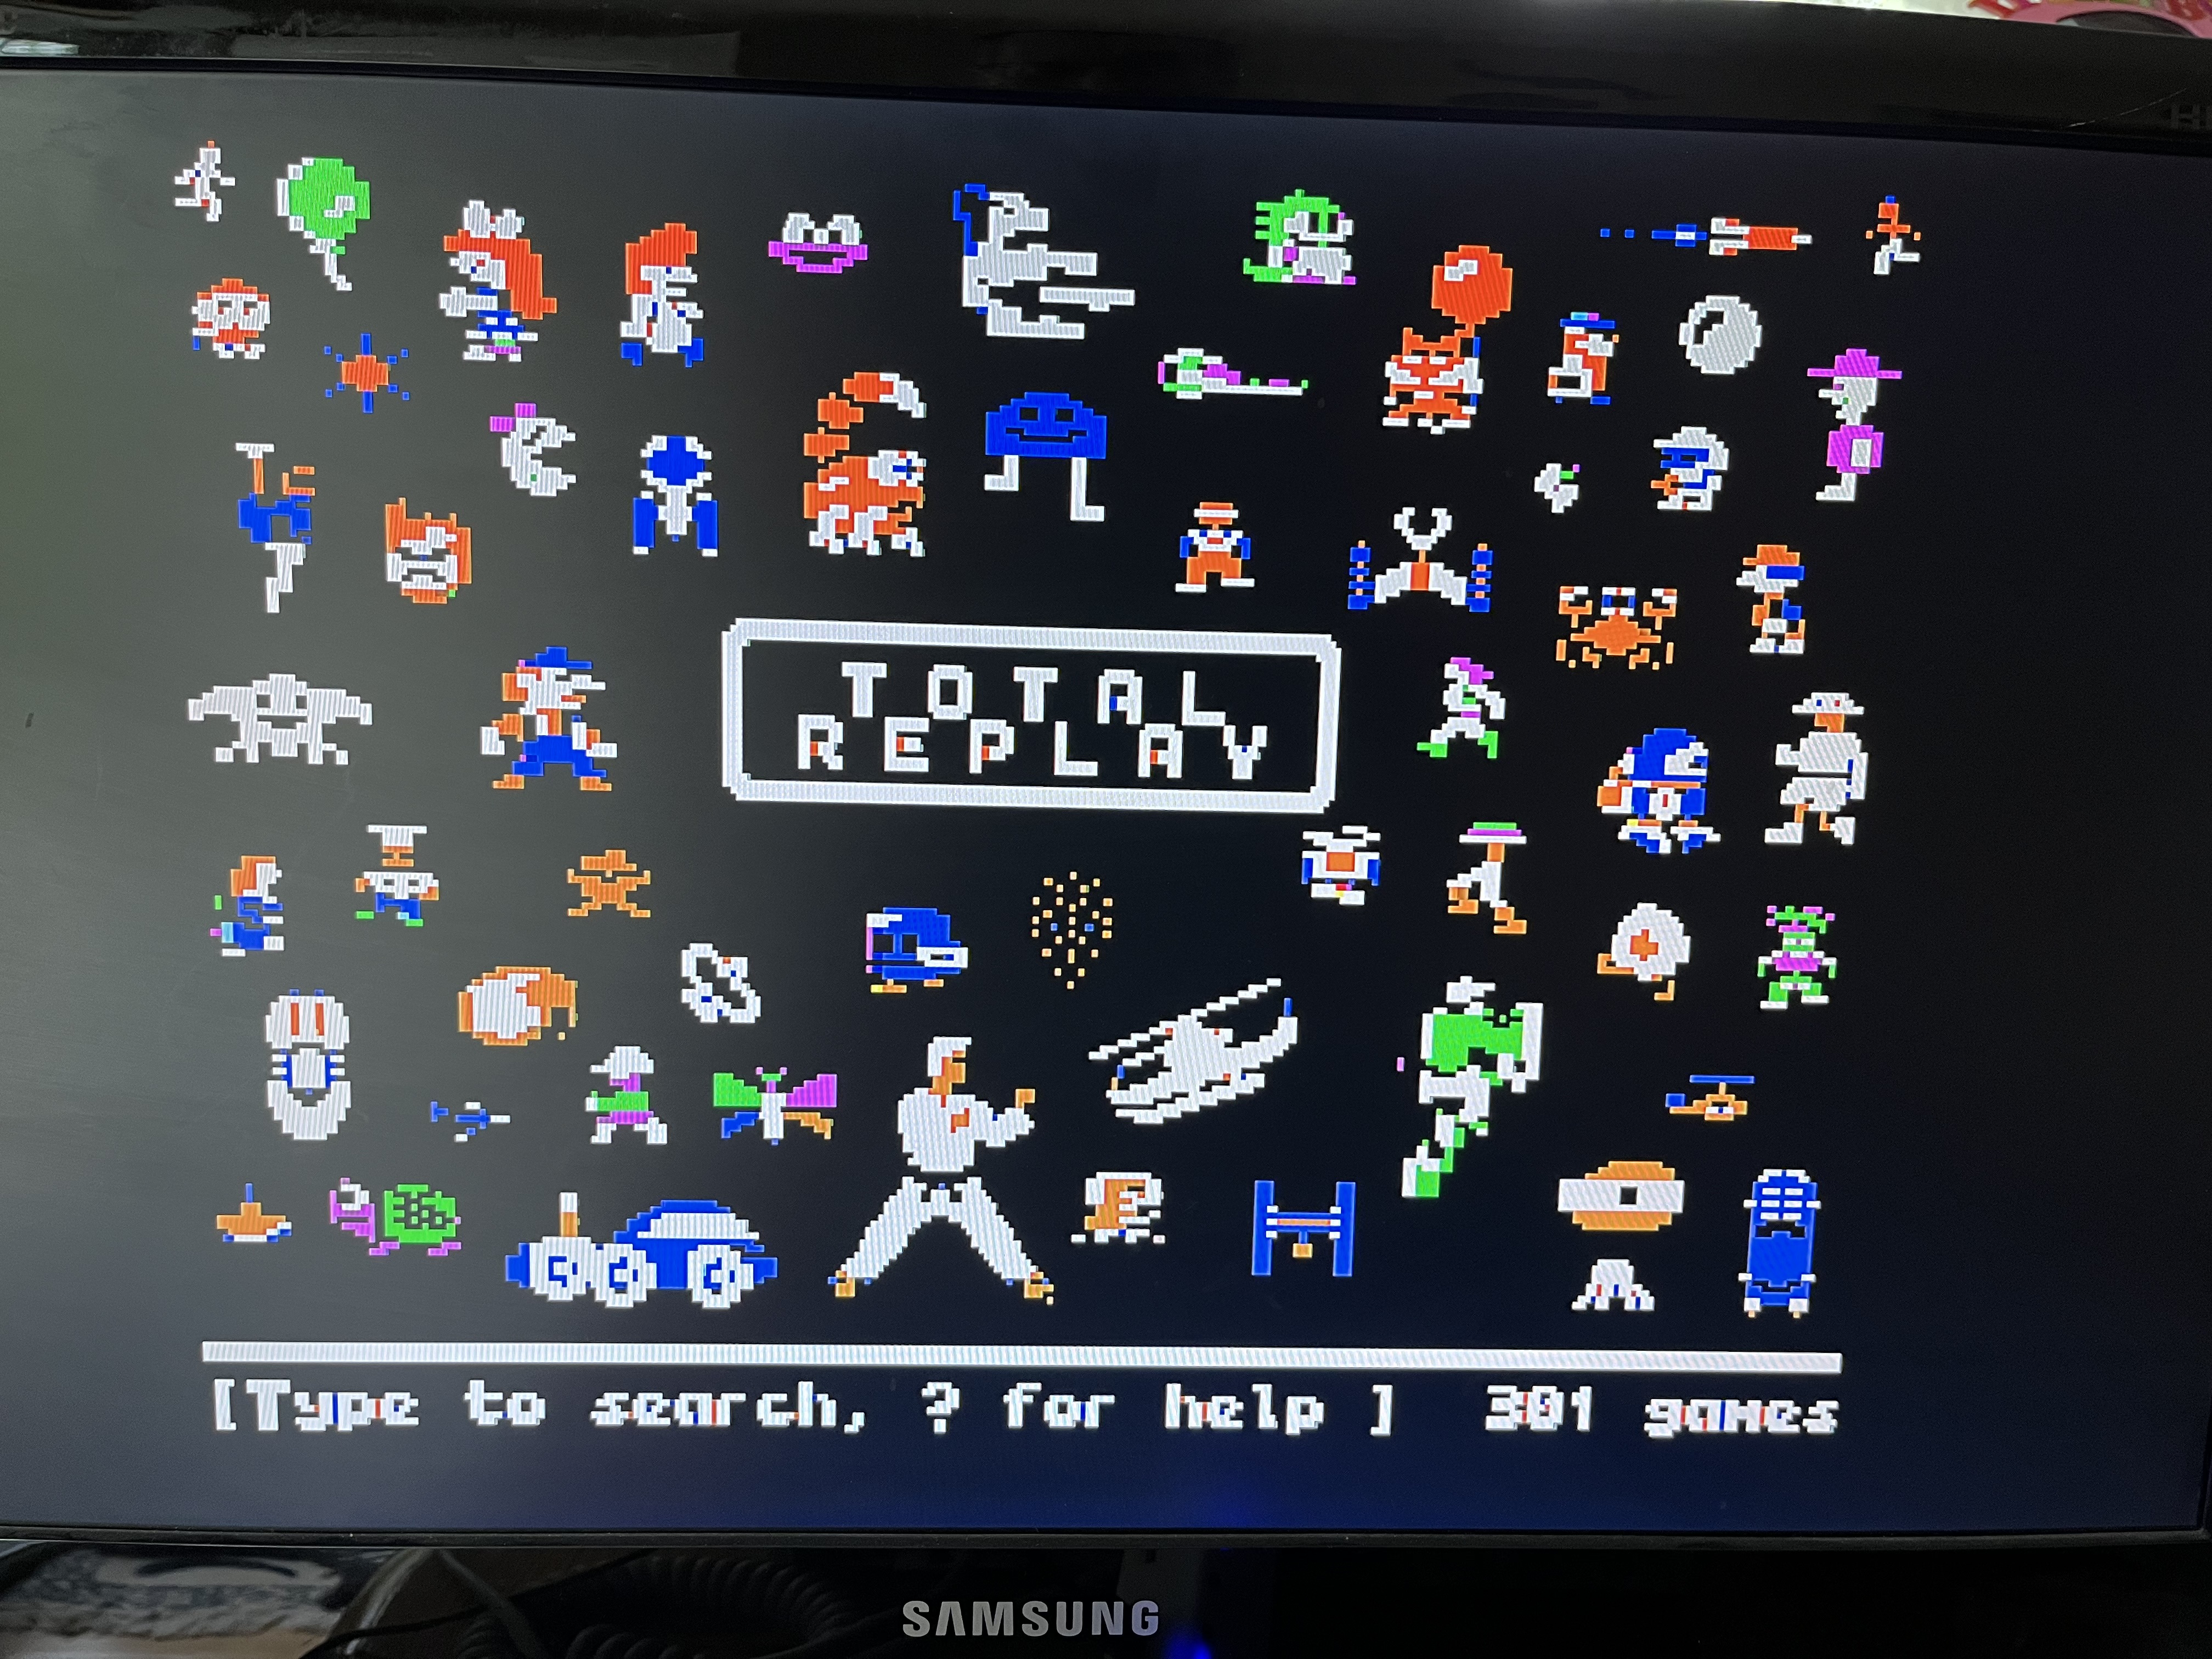 TOTAL
REPLAY
[Type to search, ? for help ] 301 games
SAMSUNG